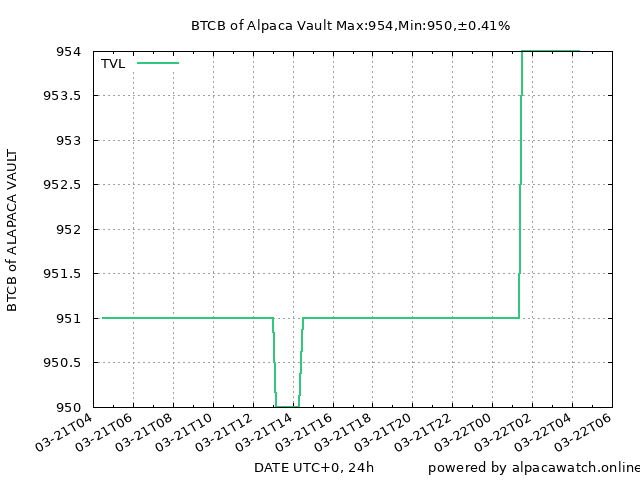 BTCB of Alpaca Vault Max:954,Min:950,±0.41%
TVL
954
953.5
953
952.5
952
951.5
951
950.5
950
BTCB of ALAPACA VAULT
03-21T04
03-21T06
03-21T08
03-21T10
03-21T12
03-21T14
03-21T16
03-21T18
03-21T20
03-21T22
03-22T00
03-22T02
03-22T04
03-22T06
DATE UTC+0, 24h
powered by alpacawatch.online